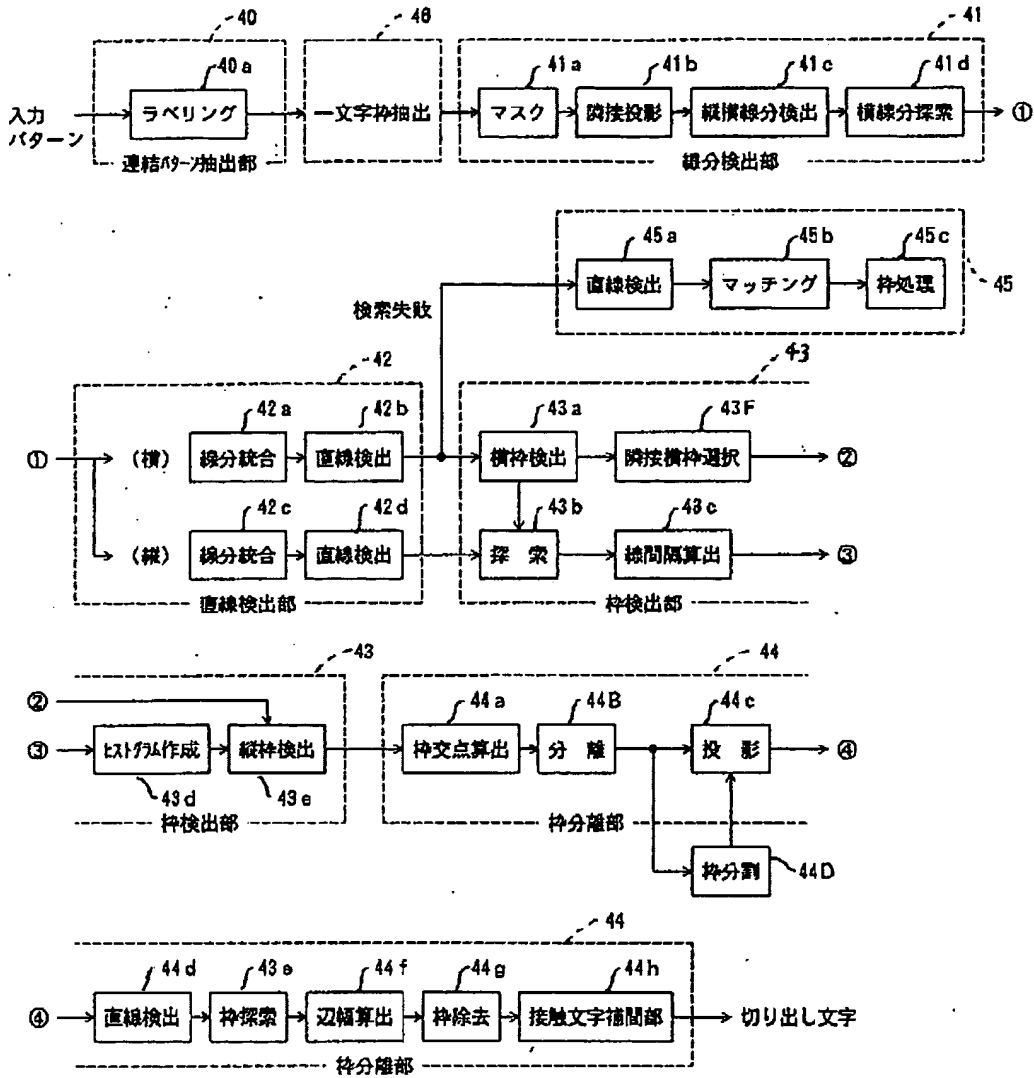 40 46 41
40a 41a 41b 41c 41d
入力パターン ラベリング 一文字枠抽出 マスク 隣接投影 縦横線分検出 横線分探索 ①
連結パターン抽出部 線分検出部
45a 45b 45c
直線検出 マッチング 枠処理 45
検索失敗
42 43
42a 42b 43a 43F
① (横) 線分統合 直線検出 横枠検出 隣接横枠選択 ②
42c 42d 43b 43c
(縦) 線分統合 直線検出 探索 線間隔算出 ③
直線検出部 枠検出部
43 44
② 44a 44B 44c
③ ヒストグラム作成 縦枠検出 枠交点算出 分離 投影 ④
43d 43e
枠検出部 枠分離部
枠分割 44D
44
44d 43e 44f 44g 44h
④ 直線検出 枠探索 辺幅算出 枠除去 接触文字補間部 切り出し文字
枠分離部